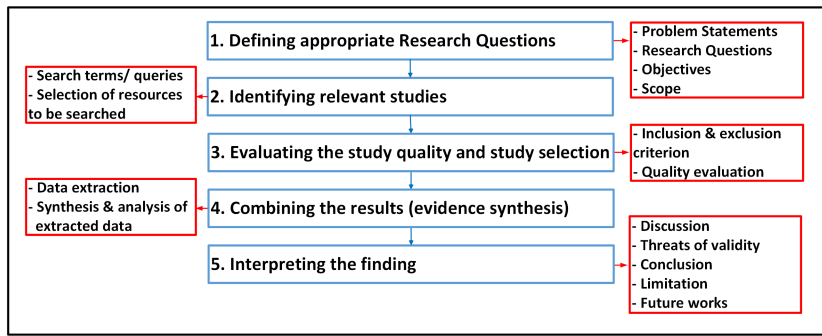 1. Defining appropriate Research Questions
- Problem Statements
- Research Questions
- Objectives
- Scope
- Search terms/ queries
- Selection of resources
to be searched
2. Identifying relevant studies
3. Evaluating the study quality and study selection
- Inclusion & exclusion
criterion
- Quality evaluation
- Data extraction
- Synthesis & analysis of
extracted data
4. Combining the results (evidence synthesis)
5. Interpreting the finding
- Discussion
- Threats of validity
- Conclusion
- Limitation
- Future works